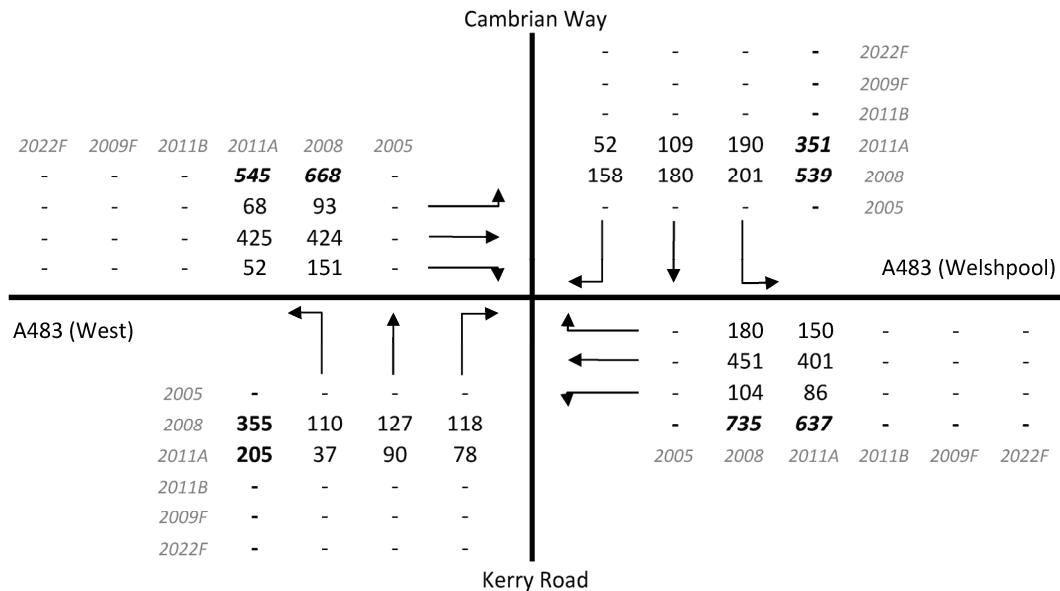 Cambrian Way
- - - - 2022F
- - - - 2009F
- - - - 2011B
2022F 2009F 2011B 2011A 2008 2005
52 109 190 351 2011A
- - - 545 668 -
158 180 201 539 2008
- - - 68 93 -
- - - - 2005
- - - 425 424 -
- - - 52 151 -
A483 (Welshpool)
A483 (West)
- 180 150 - - -
- 451 401 - - -
2005 - - - -
- 104 86 - - -
2008 355 110 127 118
- 735 637 - - -
2011A 205 37 90 78
2005 2008 2011A 2011B 2009F 2022F
2011B - - - -
2009F - - - -
2022F - - - -
Kerry Road